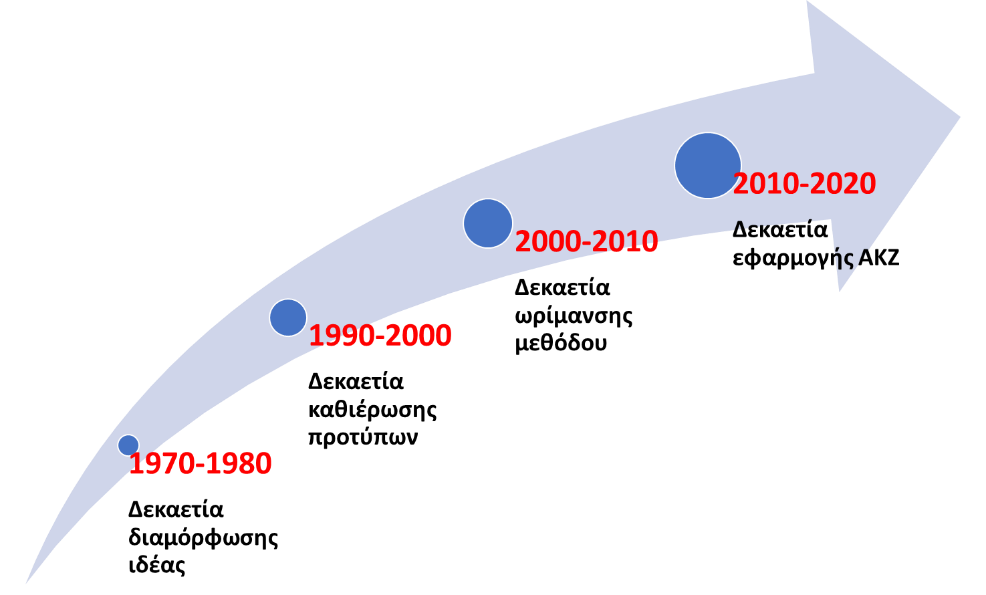 1970-1980
Δεκαετία
διαμόρφωσης
ιδέας
1990-2000
Δεκαετία
καθιέρωσης
προτύπων
2000-2010
Δεκαετία
ωρίμανσης
μεθόδου
2010-2020
Δεκαετία
εφαρμογής ΑΚΖ